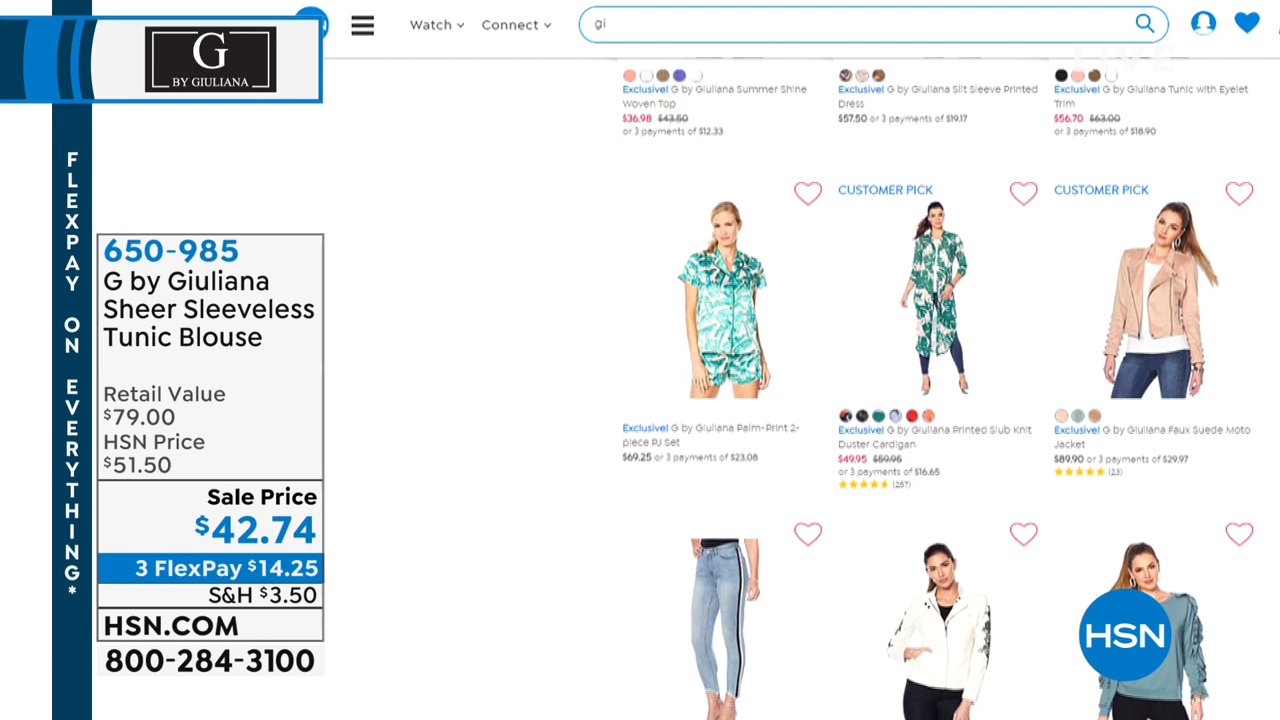 G
BY GIULIANA
FLEXPAY ON EVERYTHING*
650-985
G by Giuliana
Sheer Sleeveless
Tunic Blouse
Retail Value
$79.00
HSN Price
$51.50
Sale Price
$42.74
3 FlexPay $14.25
S&H $3.50
HSN.COM
800-284-3100
Watch
Connect
gi
LIVE
Exclusive! G by Giuliana Summer Shine
Woven Top
$36.98 $43.50
or 3 payments of $12.33
Exclusive! G by Giuliana Slit Sleeve Printed
Dress
$57.50 or 3 payments of $19.17
Exclusive! G by Giuliana Tunic with Eyelet
Trim
$56.70 $63.00
or 3 payments of $18.90
Exclusive! G by Giuliana Palm-Print 2-
piece PJ Set
$69.25 or 3 payments of $23.08
CUSTOMER PICK
Exclusive! G by Giuliana Printed Slub Knit
Duster Cardigan
$49.95 $59.95
or 3 payments of $16.65
(257)
CUSTOMER PICK
Exclusive! G by Giuliana Faux Suede Moto
Jacket
$89.90 or 3 payments of $29.97
(23)
HSN